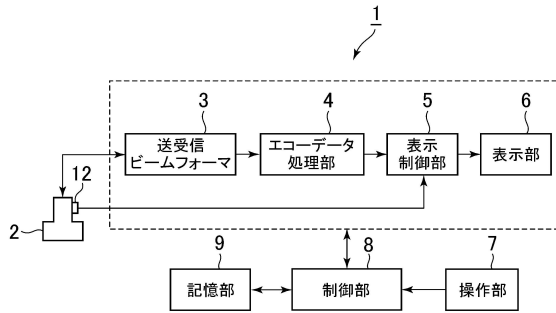 1
3
4
5
6
送受信
ビームフォーマ
エコーデータ
処理部
表示
制御部
表示部
12
2
9
8
7
記憶部
制御部
操作部